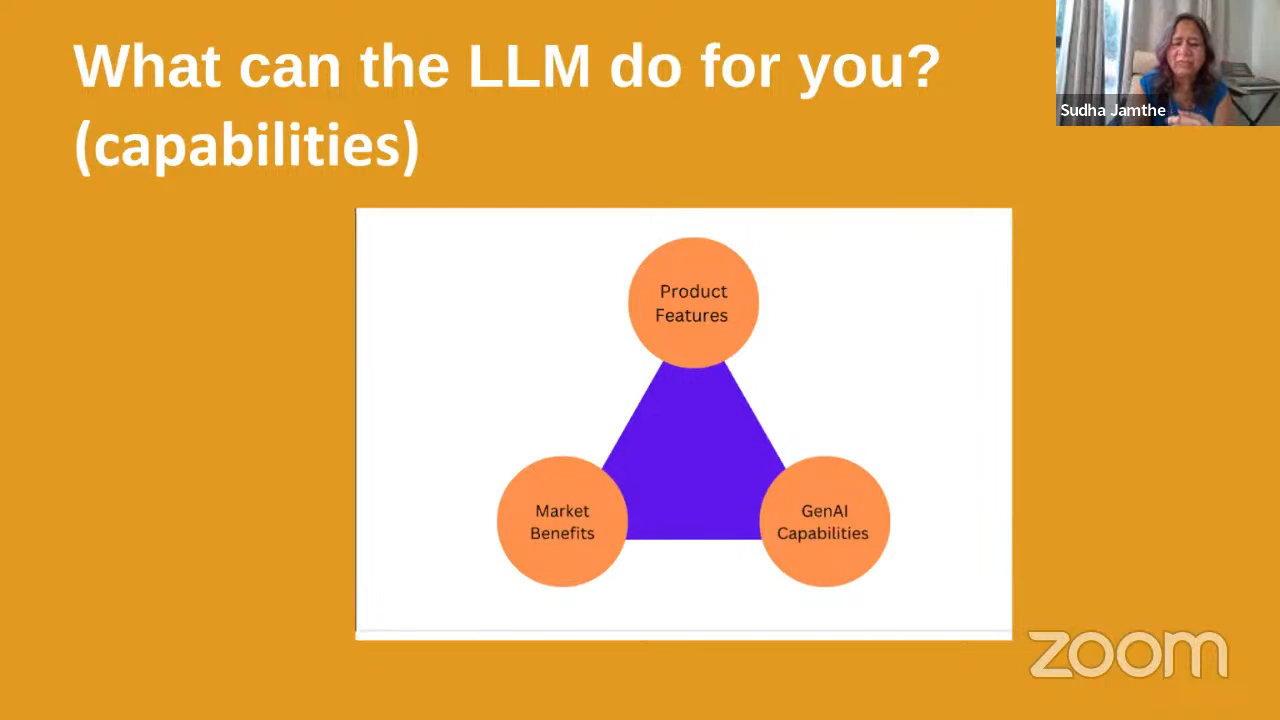 What can the LLM do for you?
(capabilities)
Sudha Jamthe
Product
Features
Market
Benefits
GenAI
Capabilities
zoom